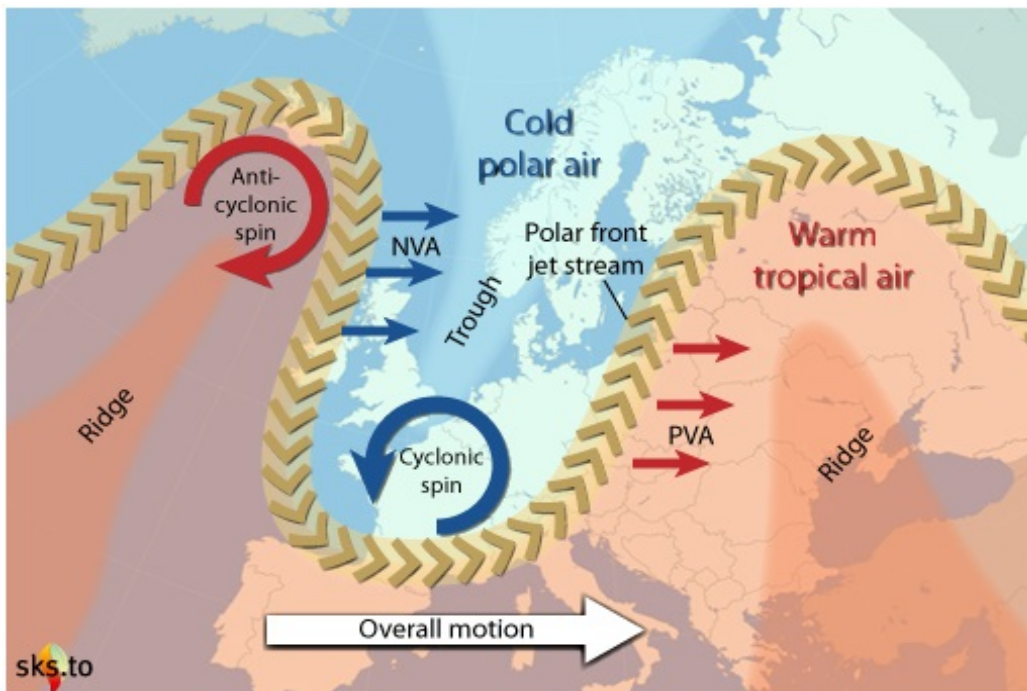 Cold
polar air
Anti-
cyclonic
spin
NVA
Polar front
jet stream
Warm
tropical air
Trough
Ridge
PVA
Ridge
Cyclonic
spin
Overall motion
sks.to